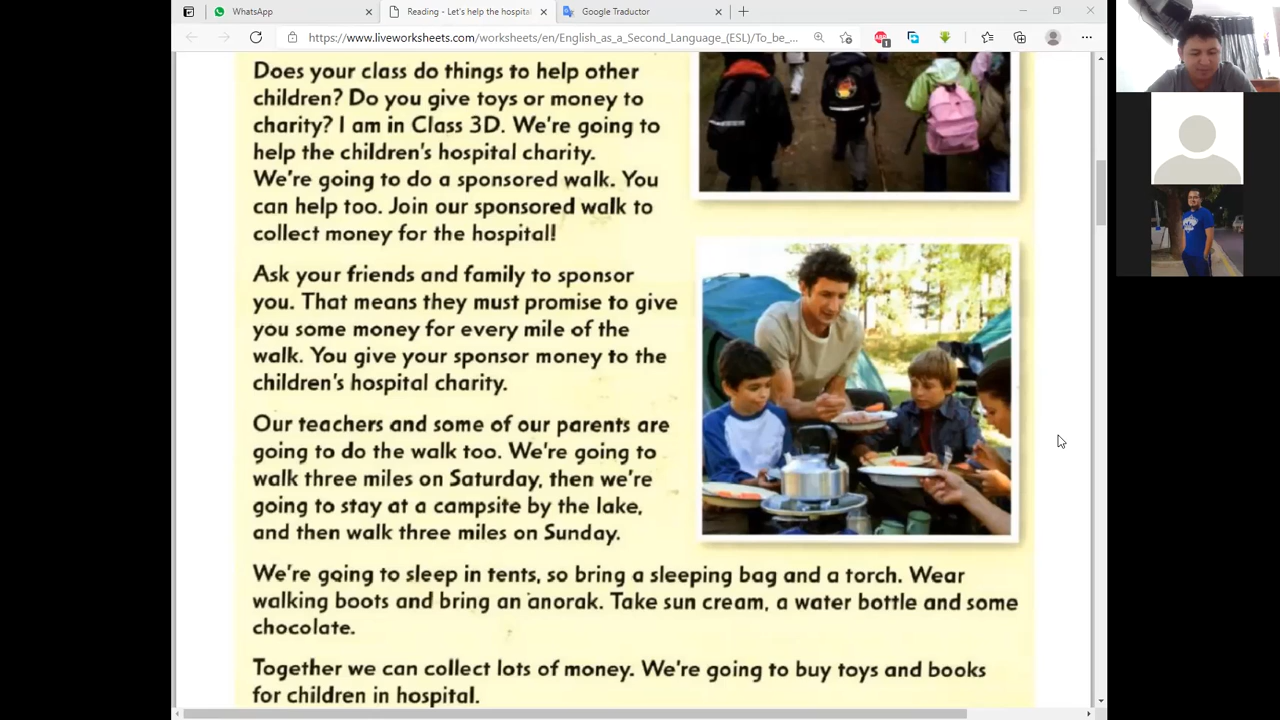 WhatsApp
Reading - Let's help the hospita
Google Traductor
https://www.liveworksheets.com/worksheets/en/English_as_a_Second_Language_(ESL)/To_be_...
1
Does your class do things to help other
children? Do you give toys or money to
charity? I am in Class 3D. We're going to
help the children's hospital charity.
We're going to do a sponsored walk. You
can help too. Join our sponsored walk to
collect money for the hospital!
Ask your friends and family to sponsor
you. That means they must promise to give
you some money for every mile of the
walk. You give your sponsor money to the
children's hospital charity.
Our teachers and some of our parents are
going to do the walk too. We're going to
walk three miles on Saturday, then we're
going to stay at a campsite by the lake,
and then walk three miles on Sunday.
We're going to sleep in tents, so bring a sleeping bag and a torch. Wear
walking boots and bring an anorak. Take sun cream, a water bottle and some
chocolate.
Together we can collect lots of money. We're going to buy toys and books
for children in hospital.